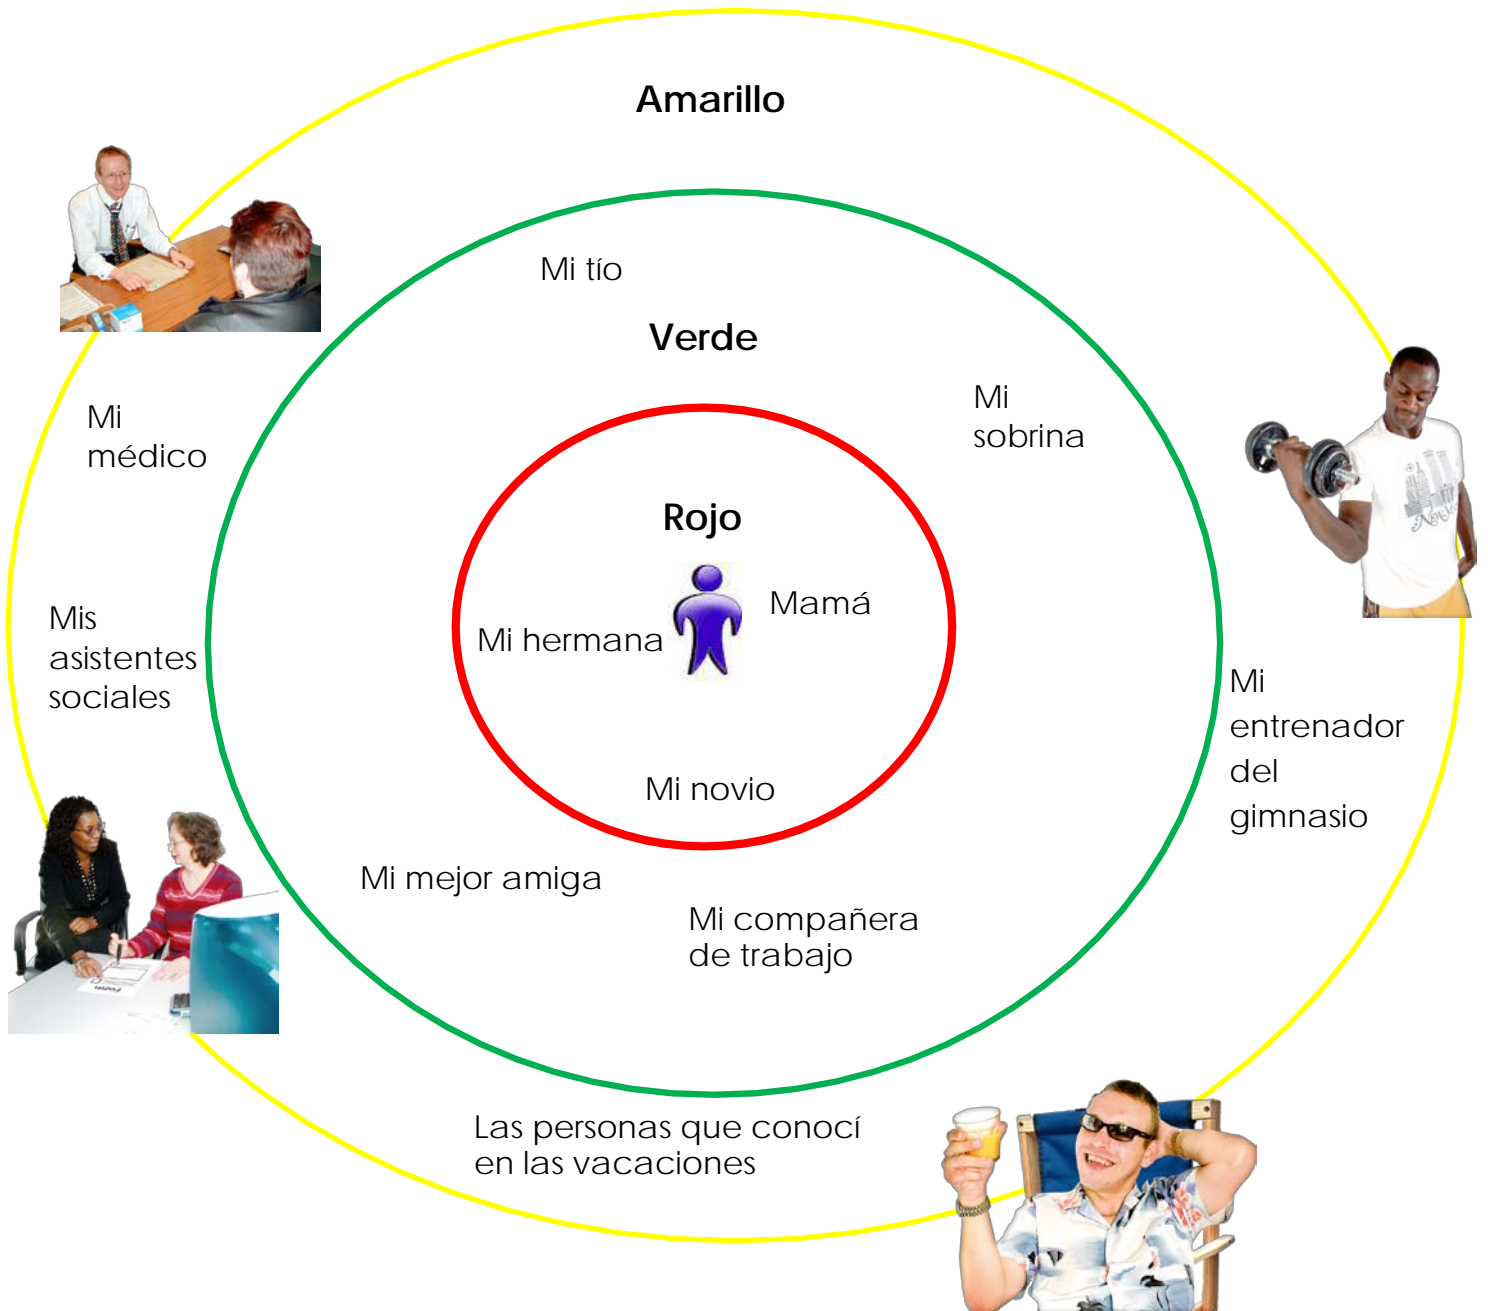 Amarillo
Mi tío
Verde
Mi
médico
Mi
sobrina
Rojo
Mamá
Mi hermana
Mis
asistentes
sociales
Mi
entrenador
del
gimnasio
Mi novio
Mi mejor amiga
Mi compañera
de trabajo
Form
Las personas que conocí
en las vacaciones